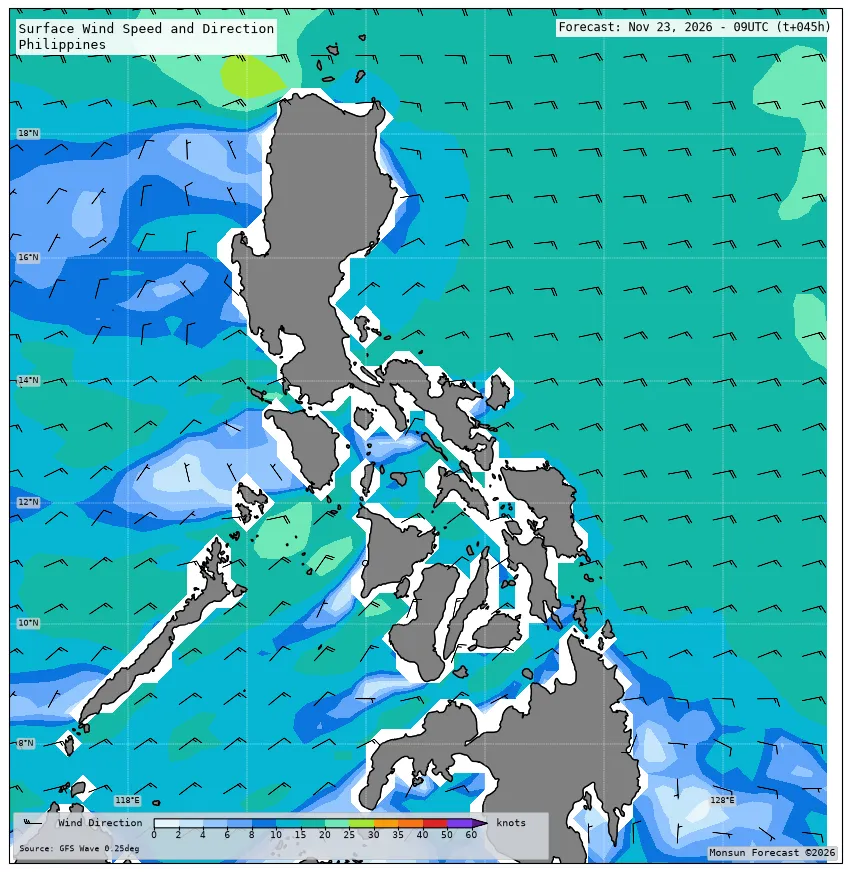 Surface Wind Speed and Direction
Philippines
Forecast: Nov 23, 2026 - 09UTC (t+045h)
18°N
16°N
14°N
12°N
10°N
8°N
118°E
128°E
Wind Direction
knots
0 2 4 6 8 10 15 20 25 30 35 40 50 60
Source: GFS Wave 0.25deg
Monsun Forecast ©2026